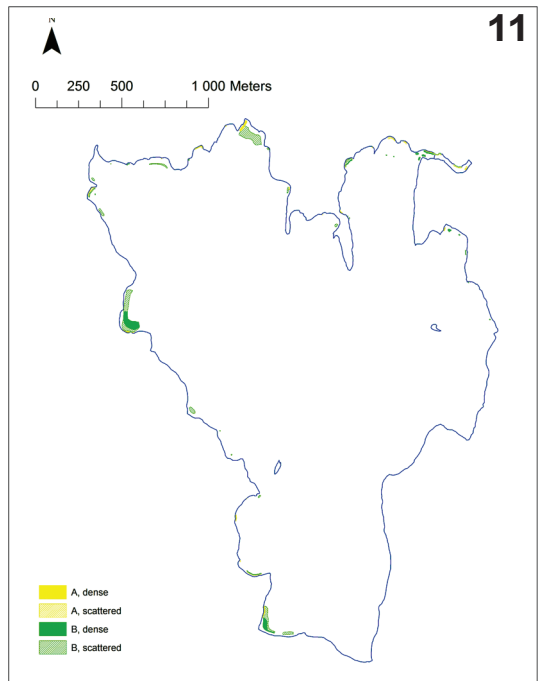 11
N
0 250 500 1 000 Meters
A, dense
A, scattered
B, dense
B, scattered